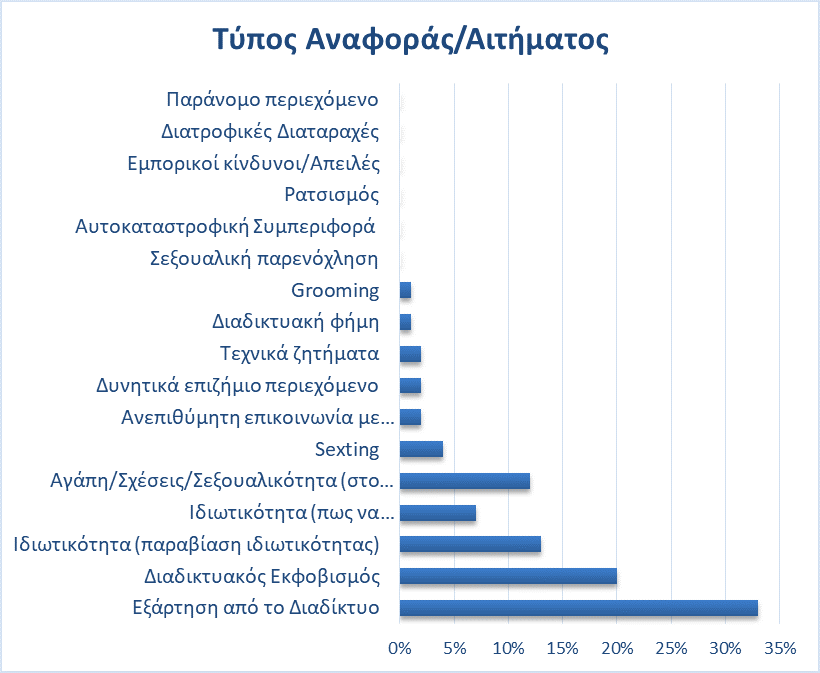 Τύπος Αναφοράς/Αιτήματος
Παράνομο περιεχόμενο
Διατροφικές Διαταραχές
Εμπορικοί κίνδυνοι/Απειλές
Ρατσισμός
Αυτοκαταστροφική Συμπεριφορά
Σεξουαλική παρενόχληση
Grooming
Διαδικτυακή φήμη
Τεχνικά ζητήματα
Δυνητικά επιζήμιο περιεχόμενο
Ανεπιθύμητη επικοινωνία με...
Sexting
Αγάπη/Σχέσεις/Σεξουαλικότητα (στο...
Ιδιωτικότητα (πως να...
Ιδιωτικότητα (παραβίαση ιδιωτικότητας)
Διαδικτυακός Εκφοβισμός
Εξάρτηση από το Διαδίκτυο
0% 5% 10% 15% 20% 25% 30% 35%